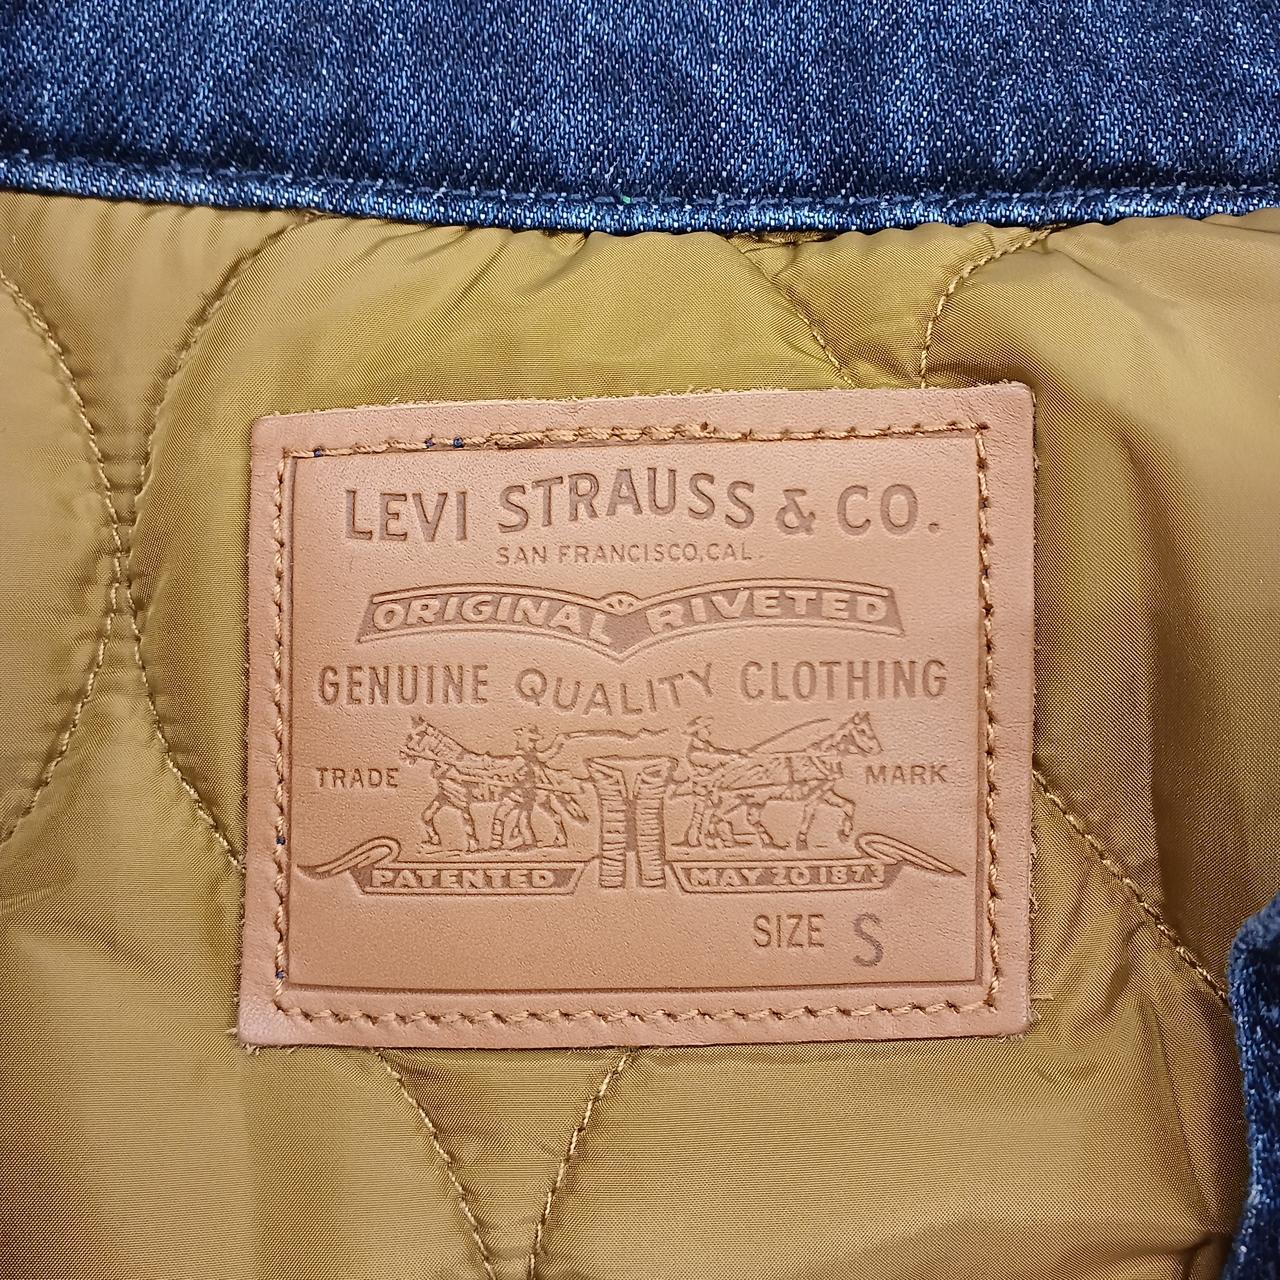 LEVI STRAUSS & CO.
SAN FRANCISCO, CAL.
ORIGINAL RIVETED
GENUINE QUALITY CLOTHING
TRADE MARK
PATENTED MAY 20 1873
SIZE S